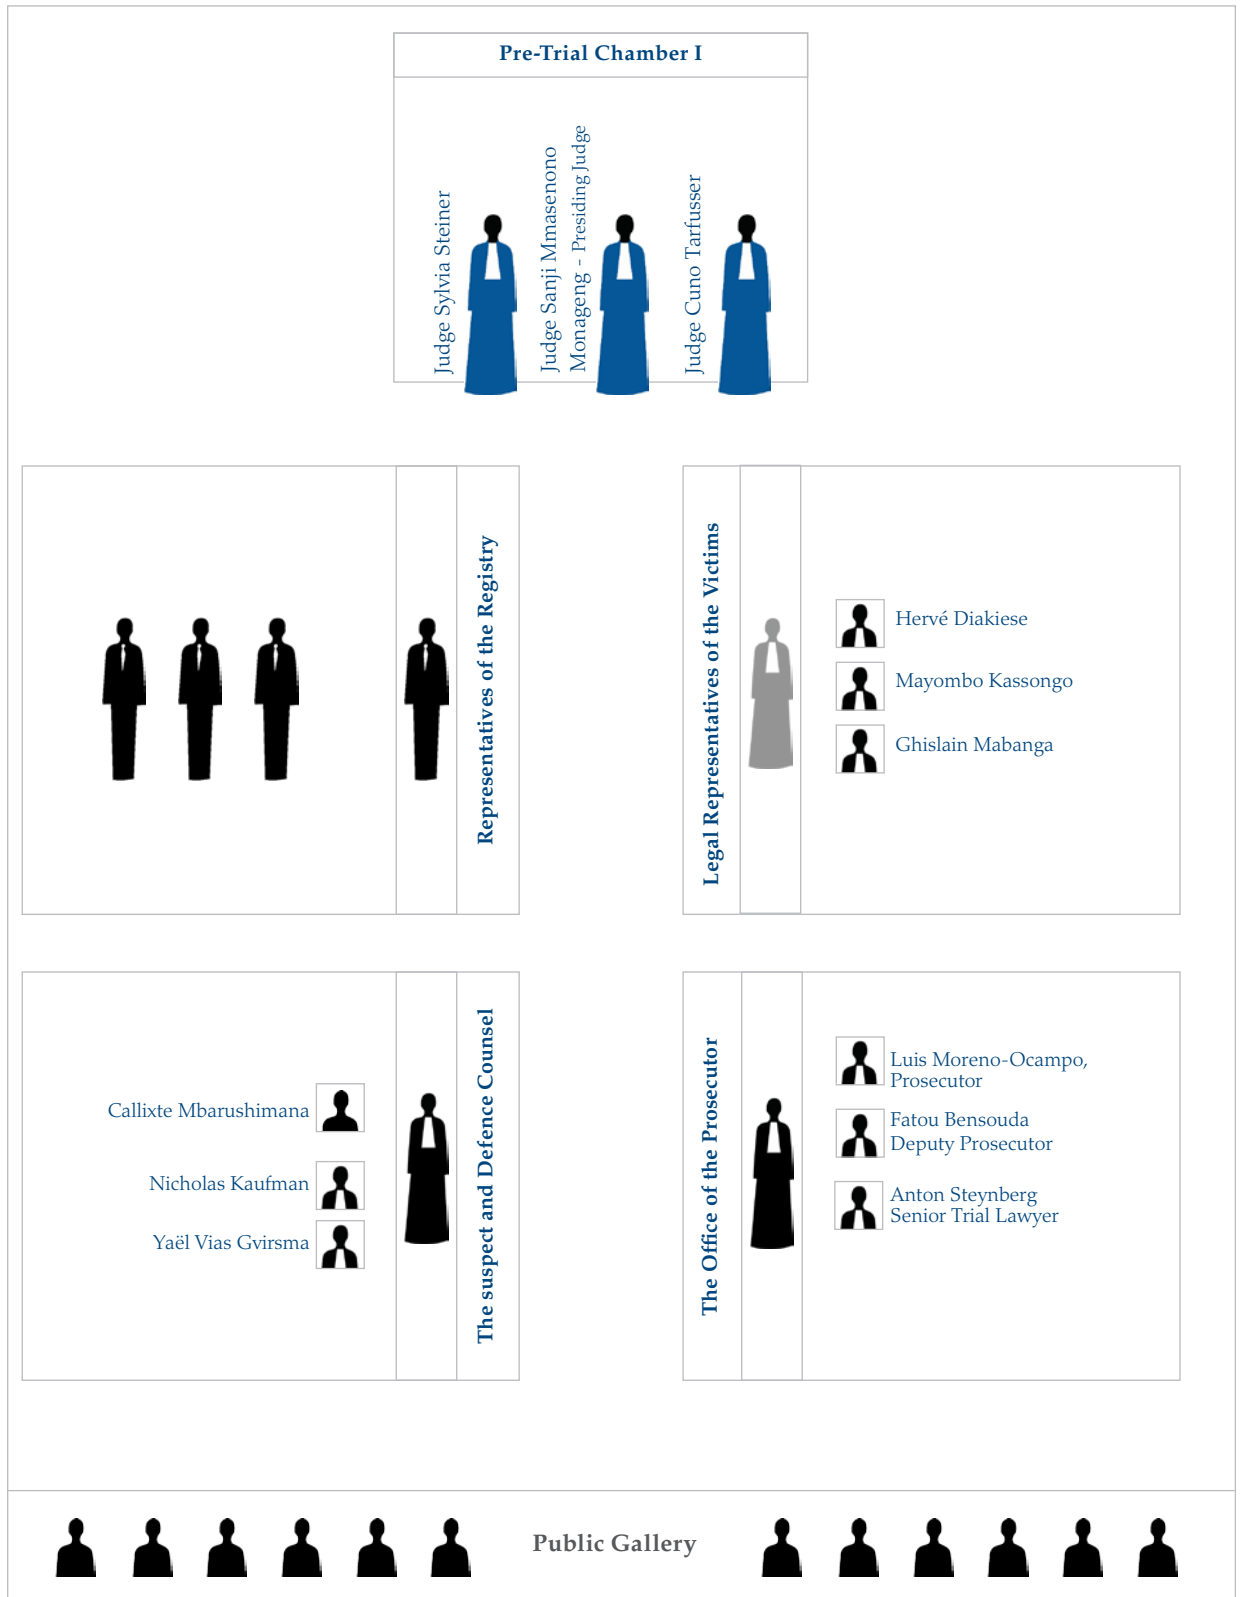 Pre-Trial Chamber I
Judge Sylvia Steiner
Judge Sanji Mmasenono
Monageng - Presiding Judge
Judge Cuno Tarfusser
Representatives of the Registry
Legal Representatives of the Victims
Hervé Diakiese
Mayombo Kassongo
Ghislain Mabanga
Callixte Mbarushimana
Nicholas Kaufman
Yaël Vias Gvirsma
The suspect and Defence Counsel
The Office of the Prosecutor
Luis Moreno-Ocampo,
Prosecutor
Fatou Bensouda
Deputy Prosecutor
Anton Steynberg
Senior Trial Lawyer
Public Gallery